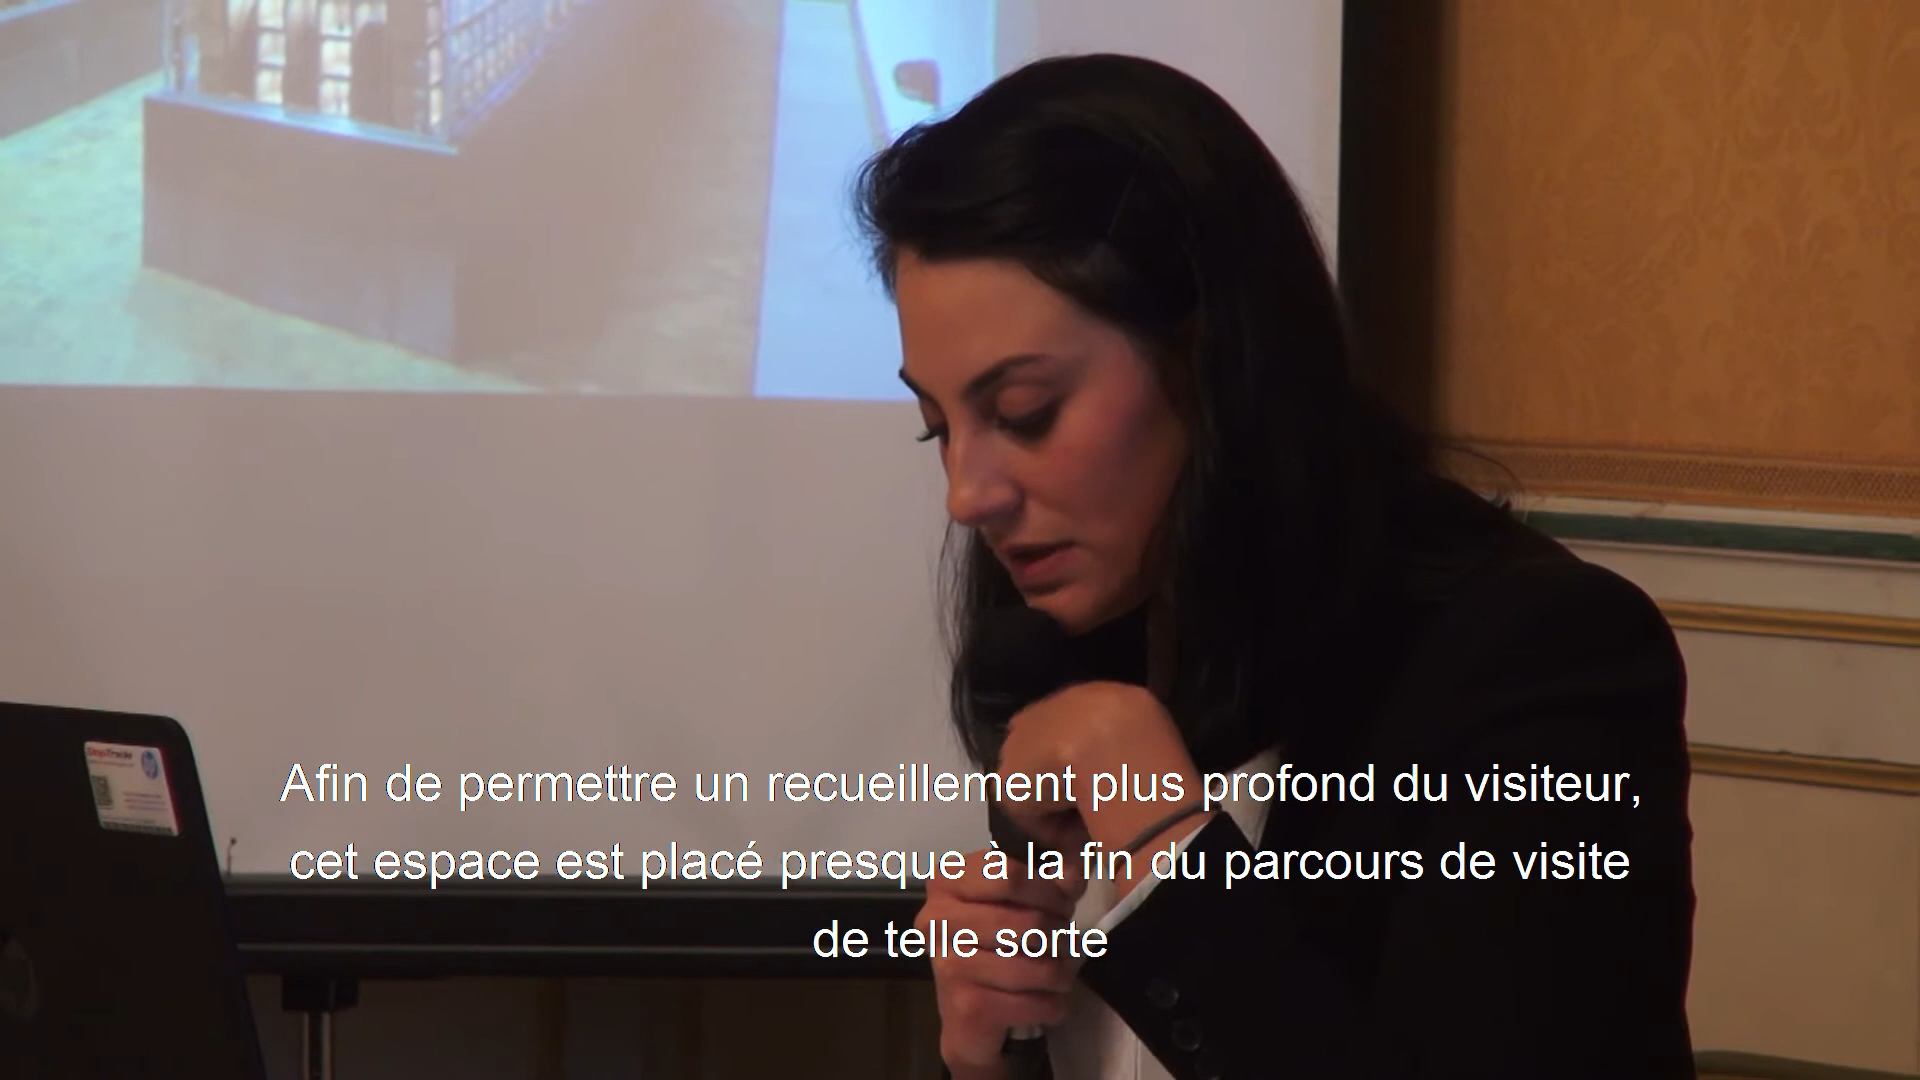 Afin de permettre un recueillement plus profond du visiteur,
cet espace est placé presque à la fin du parcours de visite
de telle sorte